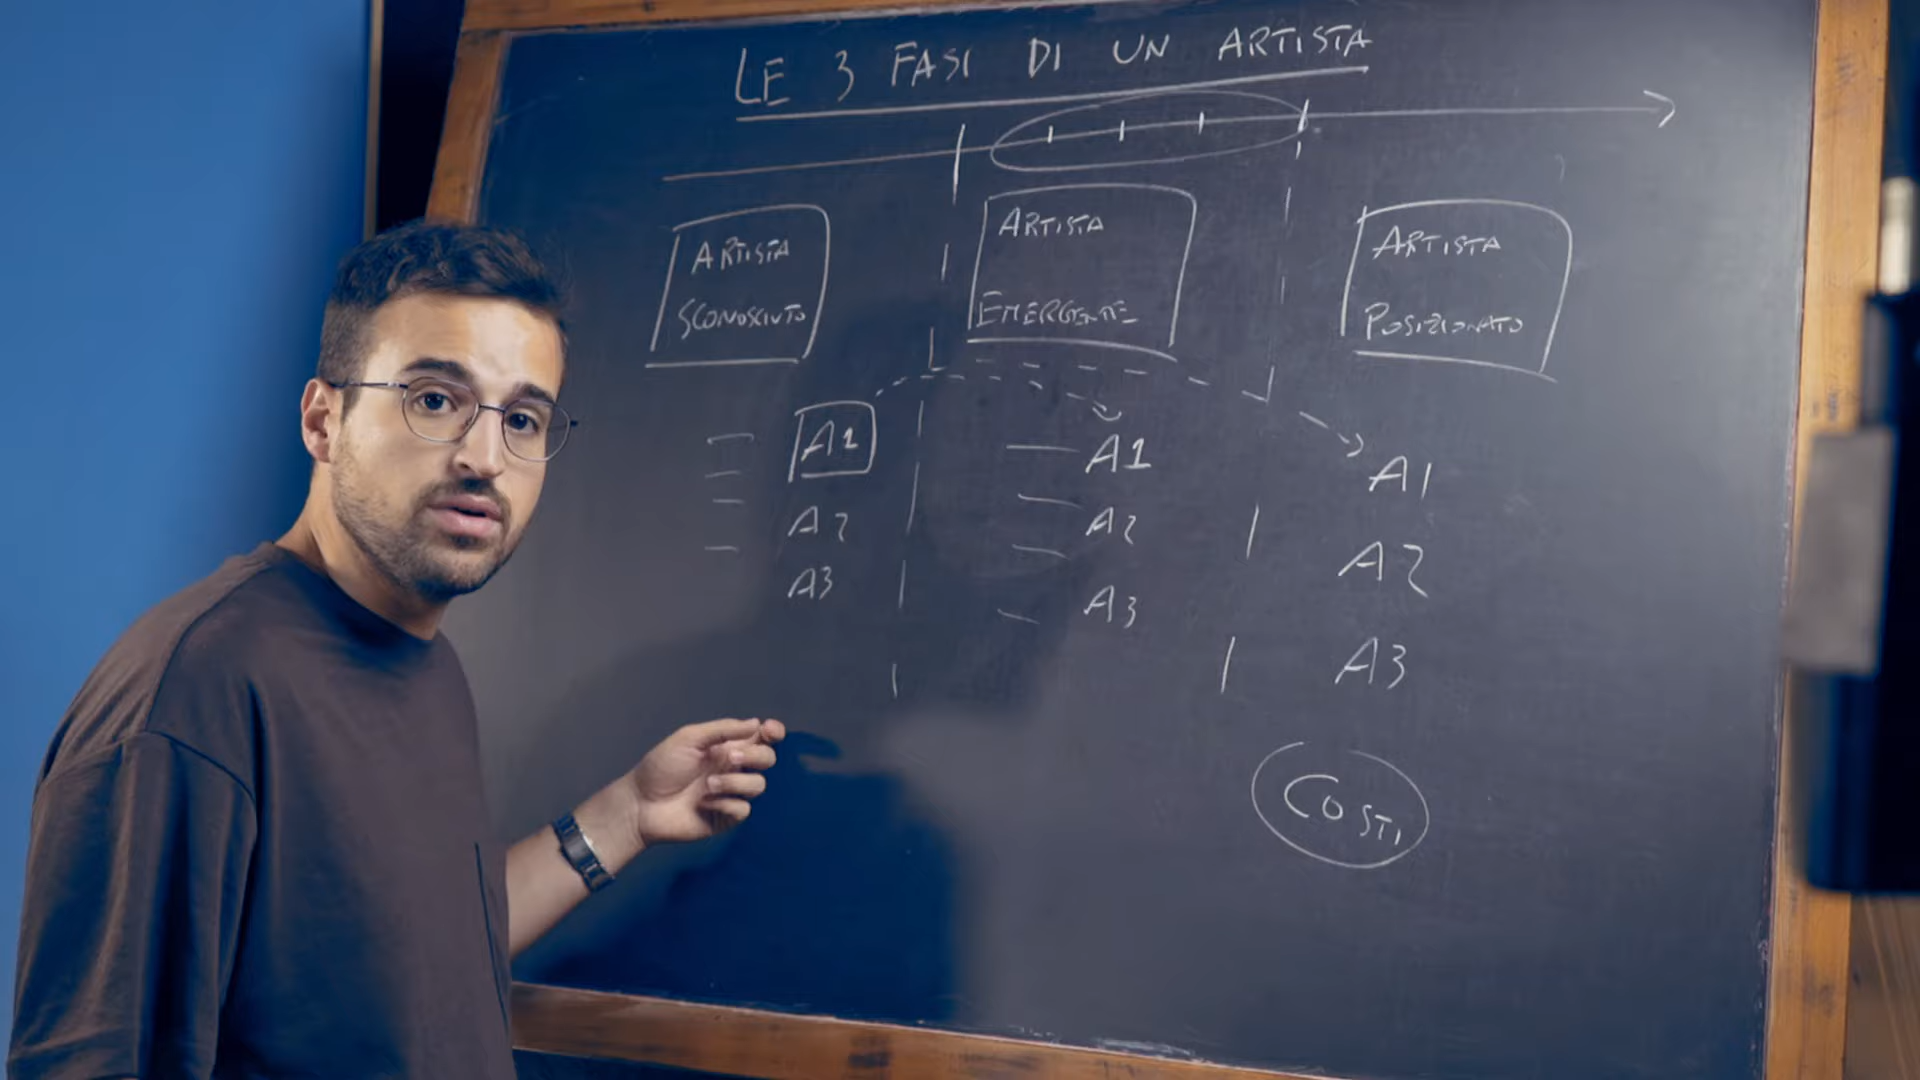 LE 3 FASI DI UN ARTISTA
ARTISTA
SCONOSCIUTO
ARTISTA
EMERGENTE
ARTISTA
POSIZIONATO
A1
A2
A3
A1
A2
A3
A1
A2
A3
COSTI